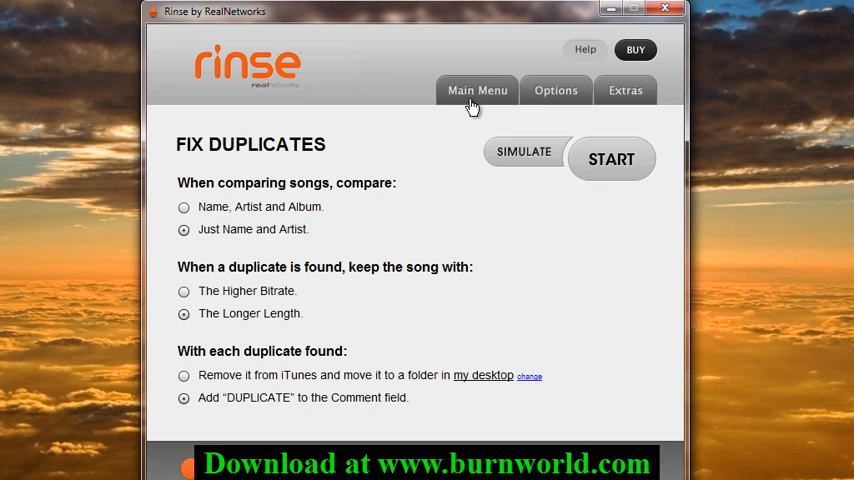 Rinse by RealNetworks
rinse
realnetworks
Help
BUY
Main Menu
Options
Extras
FIX DUPLICATES
SIMULATE
START
When comparing songs, compare:
Name, Artist and Album.
Just Name and Artist.
When a duplicate is found, keep the song with:
The Higher Bitrate.
The Longer Length.
With each duplicate found:
Remove it from iTunes and move it to a folder in my desktop change
Add “DUPLICATE” to the Comment field.
Download at www.burnworld.com